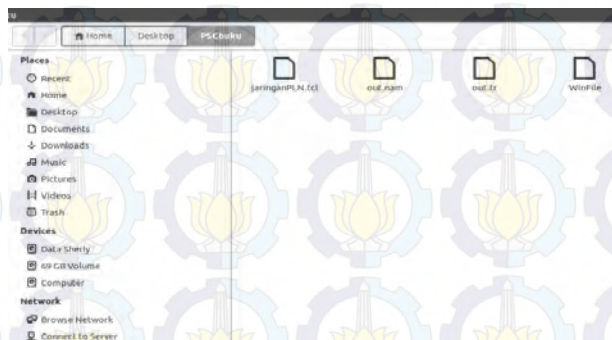 Home Desktop PSCbuku
Places
Recent
Home
Desktop
Documents
Downloads
Music
Pictures
Videos
Trash
Devices
Data Sherly
69 GB Volume
Computer
Network
Browse Network
Connect to Server
jaringanPLN.tcl out.nam out.tr WinFile